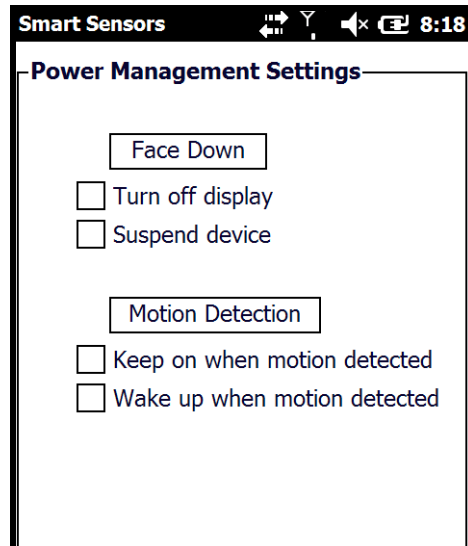 Smart Sensors 8:18
Power Management Settings
Face Down
Turn off display
Suspend device
Motion Detection
Keep on when motion detected
Wake up when motion detected